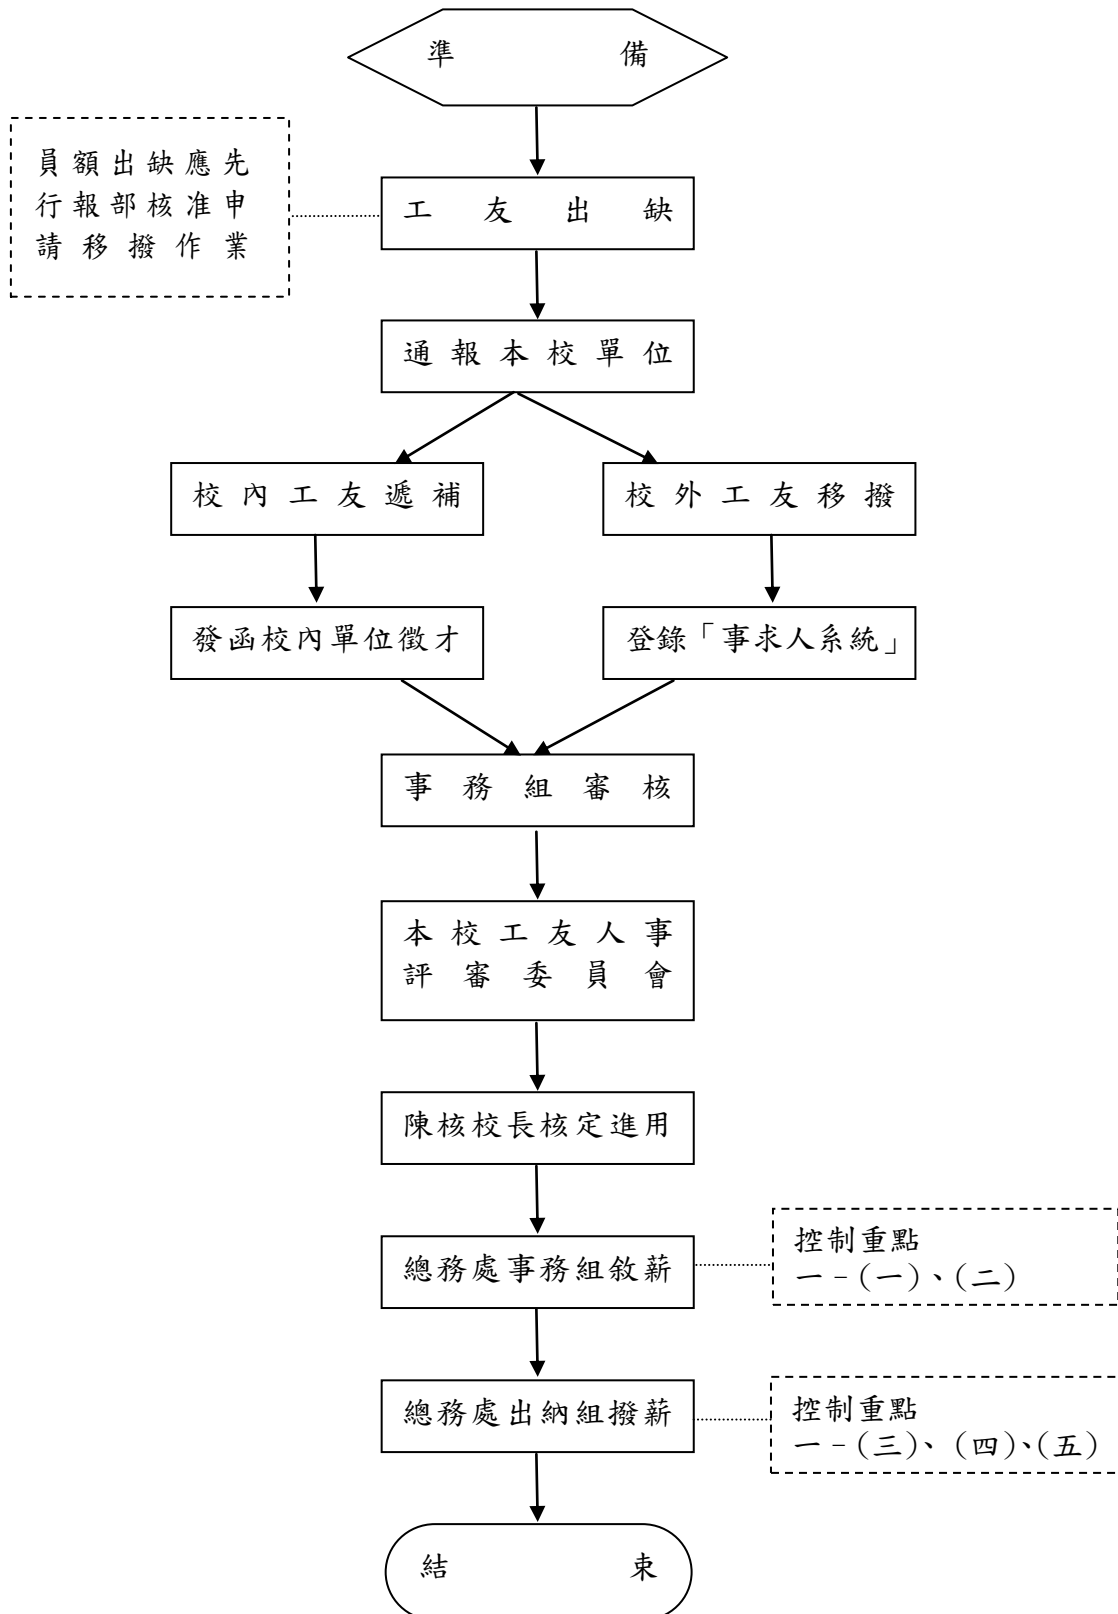 準備
員額出缺應先
行報部核准申
請移撥作業
工友出缺
通報本校單位
校內工友遞補
校外工友移撥
發函校內單位徵才
登錄「事求人系統」
事務組審核
本校工友人事
評審委員會
陳核校長核定進用
總務處事務組敘薪
控制重點
一-(一)、(二)
總務處出納組撥薪
控制重點
一-(三)、(四)、(五)
結束